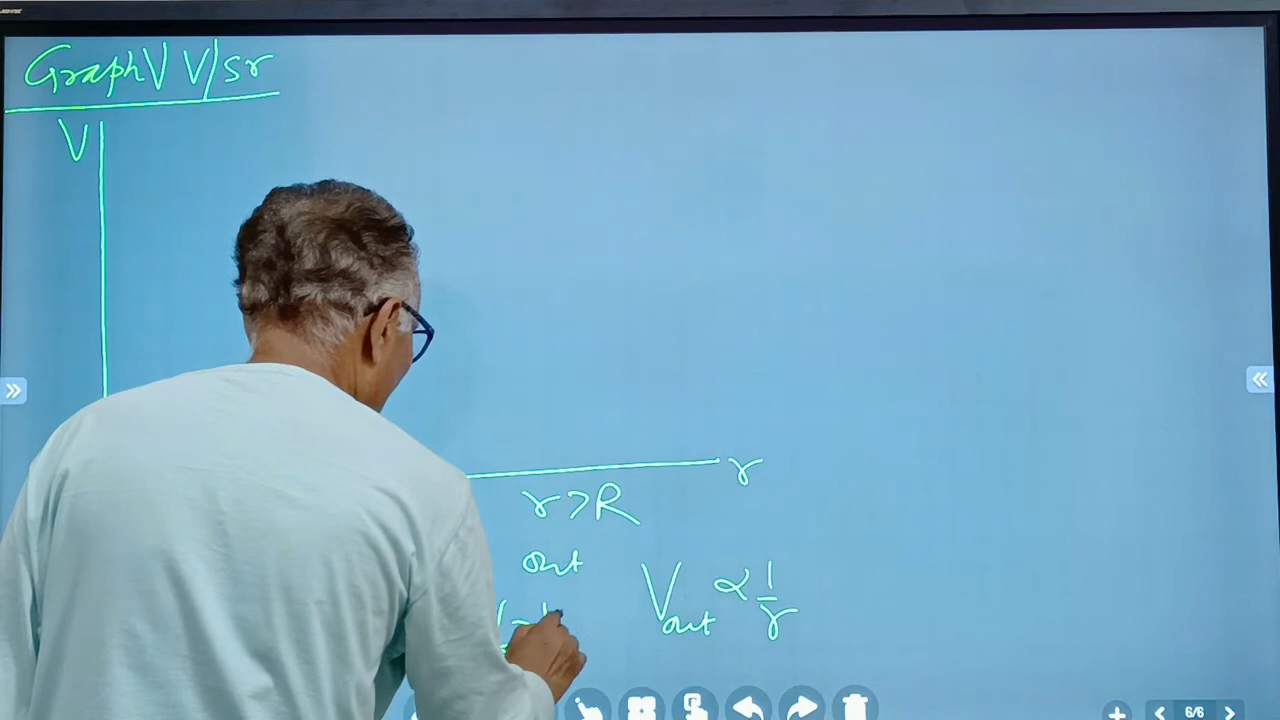 Graph V V/s r
V
r
r > R
out
V_out ∝ 1/r
6/6